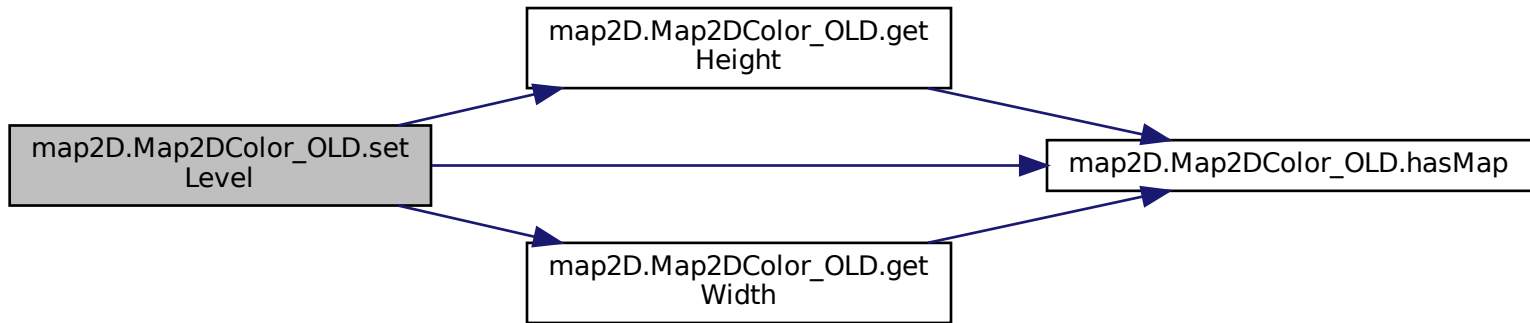 map2D.Map2DColor_OLD.set
Level
map2D.Map2DColor_OLD.get
Height
map2D.Map2DColor_OLD.hasMap
map2D.Map2DColor_OLD.get
Width